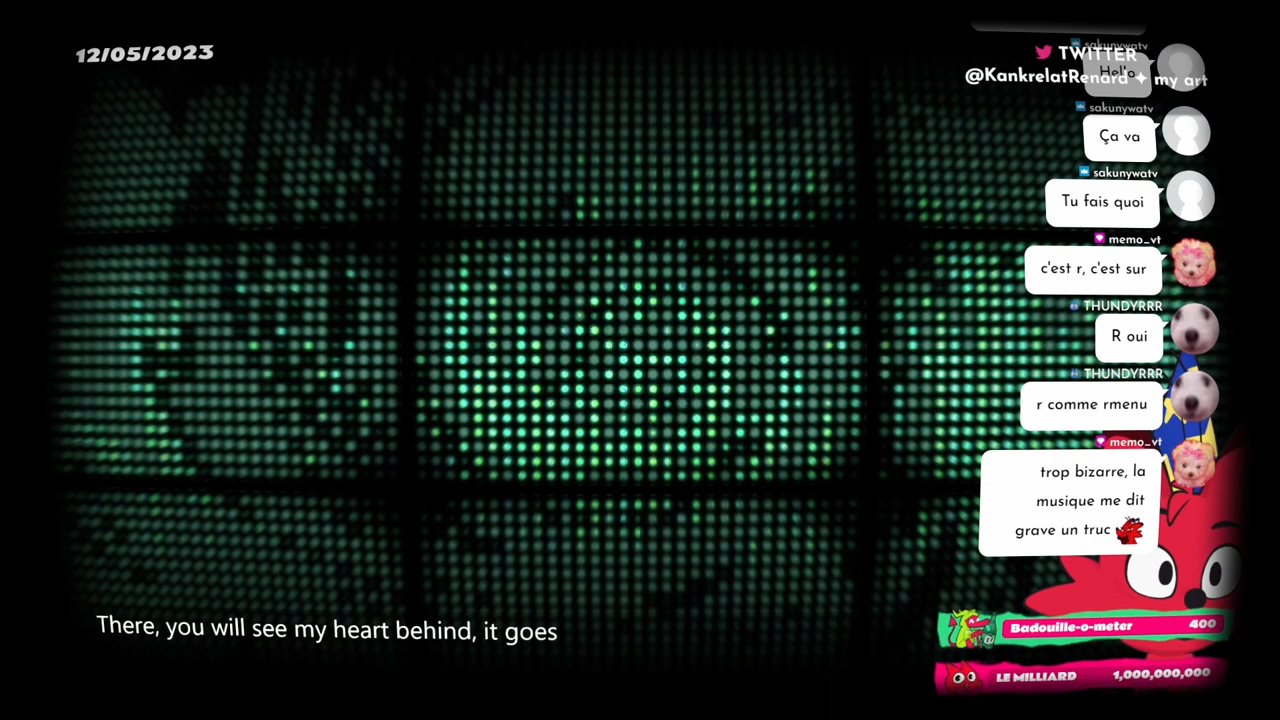 12/05/2023
TWITTER
@KankrelatRenard ✦ my art
sakunywatv
Hello
sakunywatv
Ça va
sakunywatv
Tu fais quoi
memo_vt
c'est r, c'est sur
THUNDYRRR
R oui
THUNDYRRR
r comme rmenu
memo_vt
trop bizarre, la
musique me dit
grave un truc
There, you will see my heart behind, it goes
Badouille-o-meter 400
LE MILLIARD 1,000,000,000